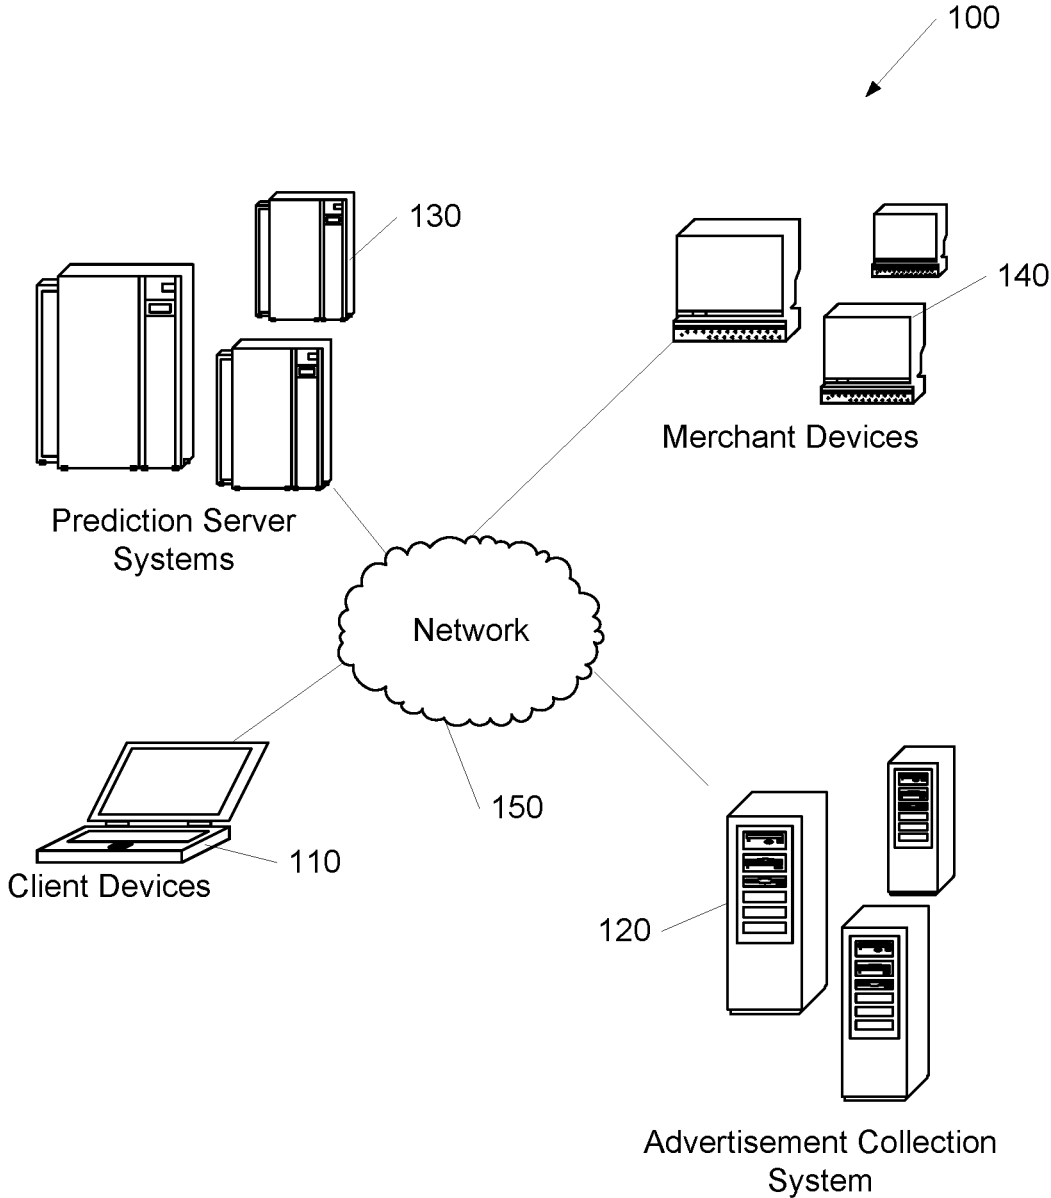 100
130
140
Merchant Devices
Prediction Server
Systems
Network
150
110
Client Devices
120
Advertisement Collection
System